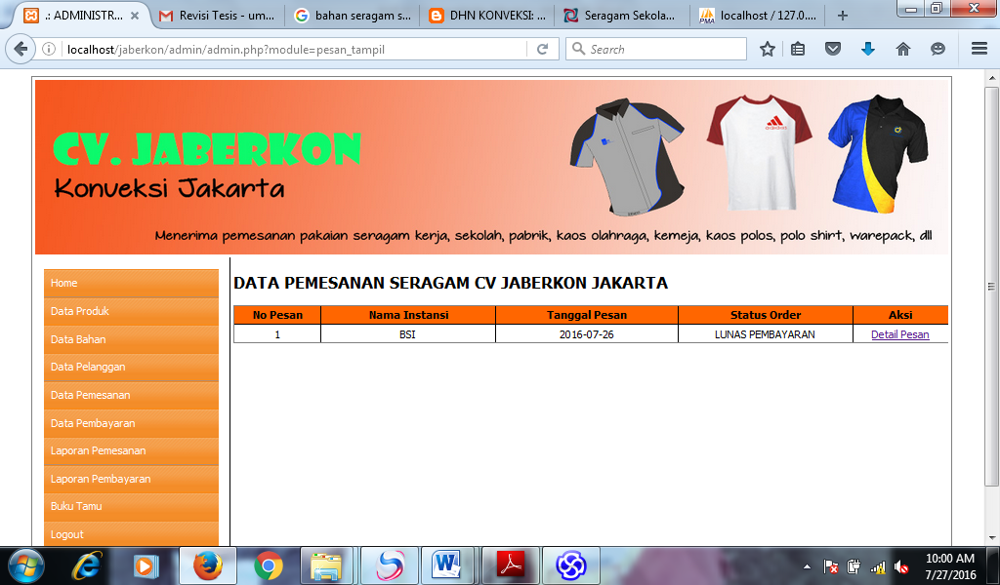 .: ADMINISTR...
Revisi Tesis - um...
bahan seragam s...
DHN KONVEKSI: ...
Seragam Sekola...
localhost / 127.0....
localhost/jaberkon/admin/admin.php?module=pesan_tampil
Search
CV. JABERKON
Konveksi Jakarta
Menerima pemesanan pakaian seragam kerja, sekolah, pabrik, kaos olahraga, kemeja, kaos polos, polo shirt, warepack, dll
Home
Data Produk
Data Bahan
Data Pelanggan
Data Pemesanan
Data Pembayaran
Laporan Pemesanan
Laporan Pembayaran
Buku Tamu
Logout
DATA PEMESANAN SERAGAM CV JABERKON JAKARTA
No Pesan Nama Instansi Tanggal Pesan Status Order Aksi
1 BSI 2016-07-26 LUNAS PEMBAYARAN Detail Pesan
10:00 AM
7/27/2016